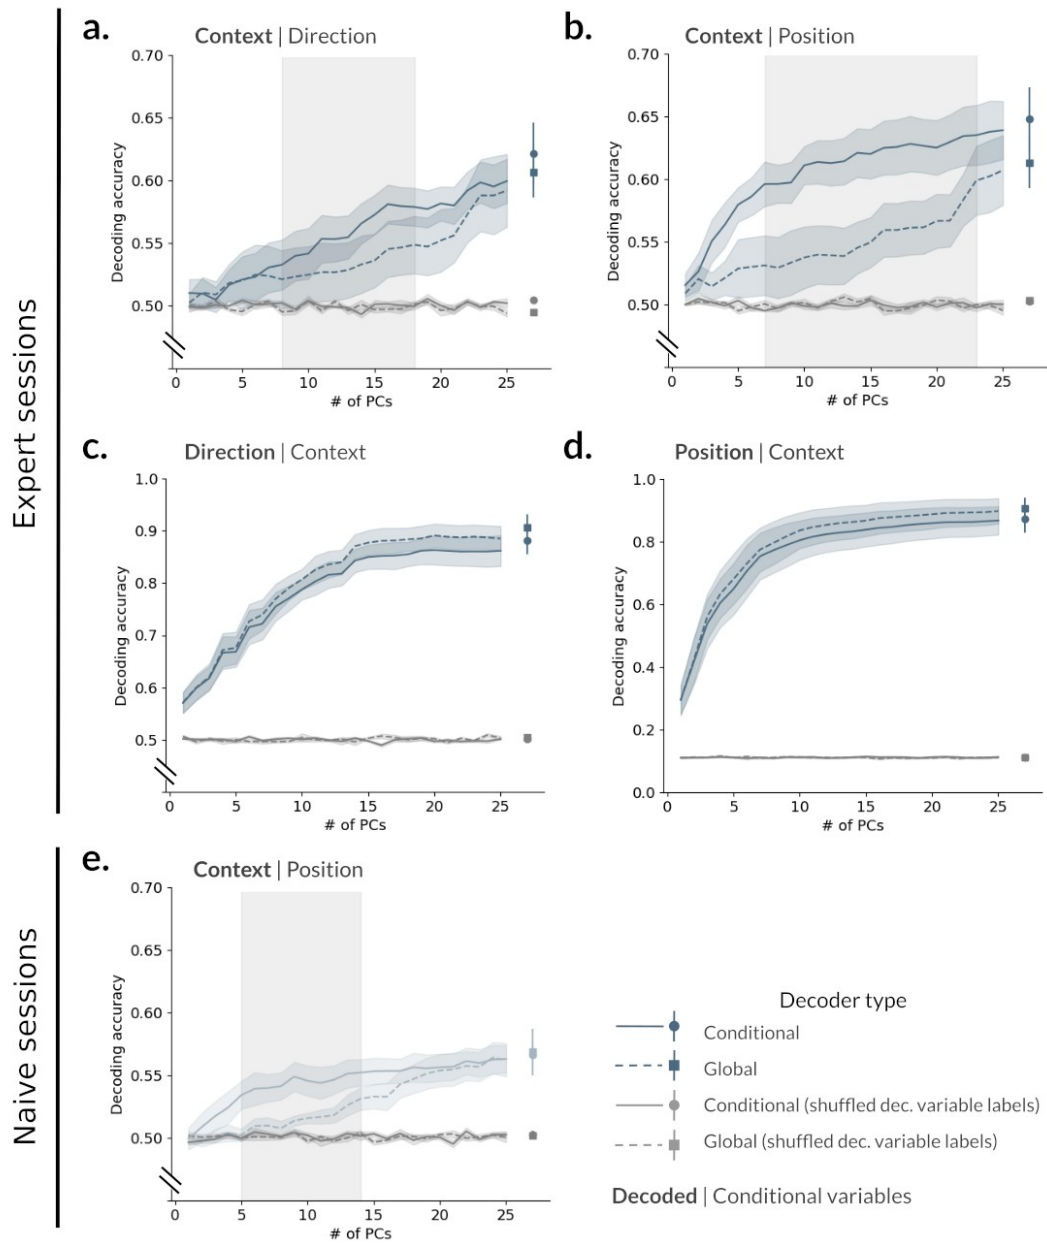 Expert sessions
a.
Context | Direction
Decoding accuracy
0.70
0.65
0.60
0.55
0.50
0 5 10 15 20 25
# of PCs
b.
Context | Position
Decoding accuracy
0.70
0.65
0.60
0.55
0.50
0 5 10 15 20 25
# of PCs
c.
Direction | Context
Decoding accuracy
1.0
0.9
0.8
0.7
0.6
0.5
0 5 10 15 20 25
# of PCs
d.
Position | Context
Decoding accuracy
1.0
0.8
0.6
0.4
0.2
0.0
0 5 10 15 20 25
# of PCs
Naive sessions
e.
Context | Position
Decoding accuracy
0.70
0.65
0.60
0.55
0.50
0 5 10 15 20 25
# of PCs
Decoder type
Conditional
Global
Conditional (shuffled dec. variable labels)
Global (shuffled dec. variable labels)
Decoded | Conditional variables